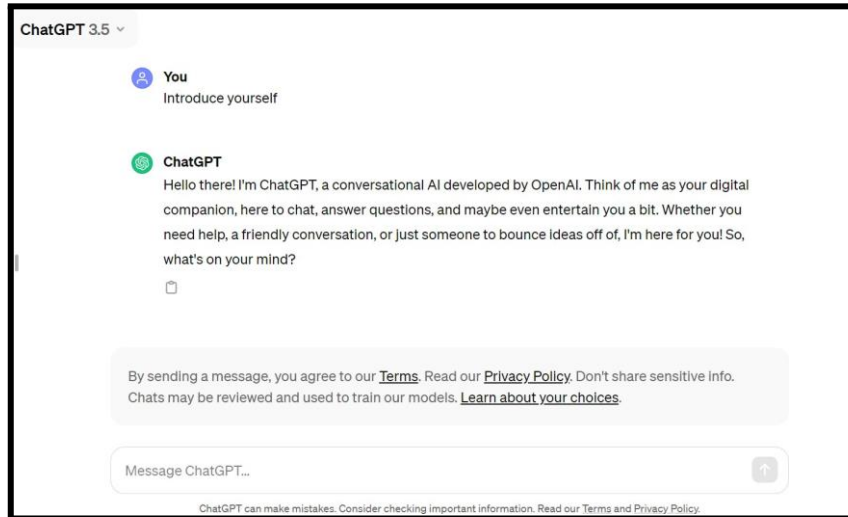 ChatGPT 3.5
You
Introduce yourself
ChatGPT
Hello there! I'm ChatGPT, a conversational AI developed by OpenAI. Think of me as your digital
companion, here to chat, answer questions, and maybe even entertain you a bit. Whether you
need help, a friendly conversation, or just someone to bounce ideas off of, I'm here for you! So,
what's on your mind?
By sending a message, you agree to our Terms. Read our Privacy Policy. Don't share sensitive info.
Chats may be reviewed and used to train our models. Learn about your choices.
Message ChatGPT...
ChatGPT can make mistakes. Consider checking important information. Read our Terms and Privacy Policy.